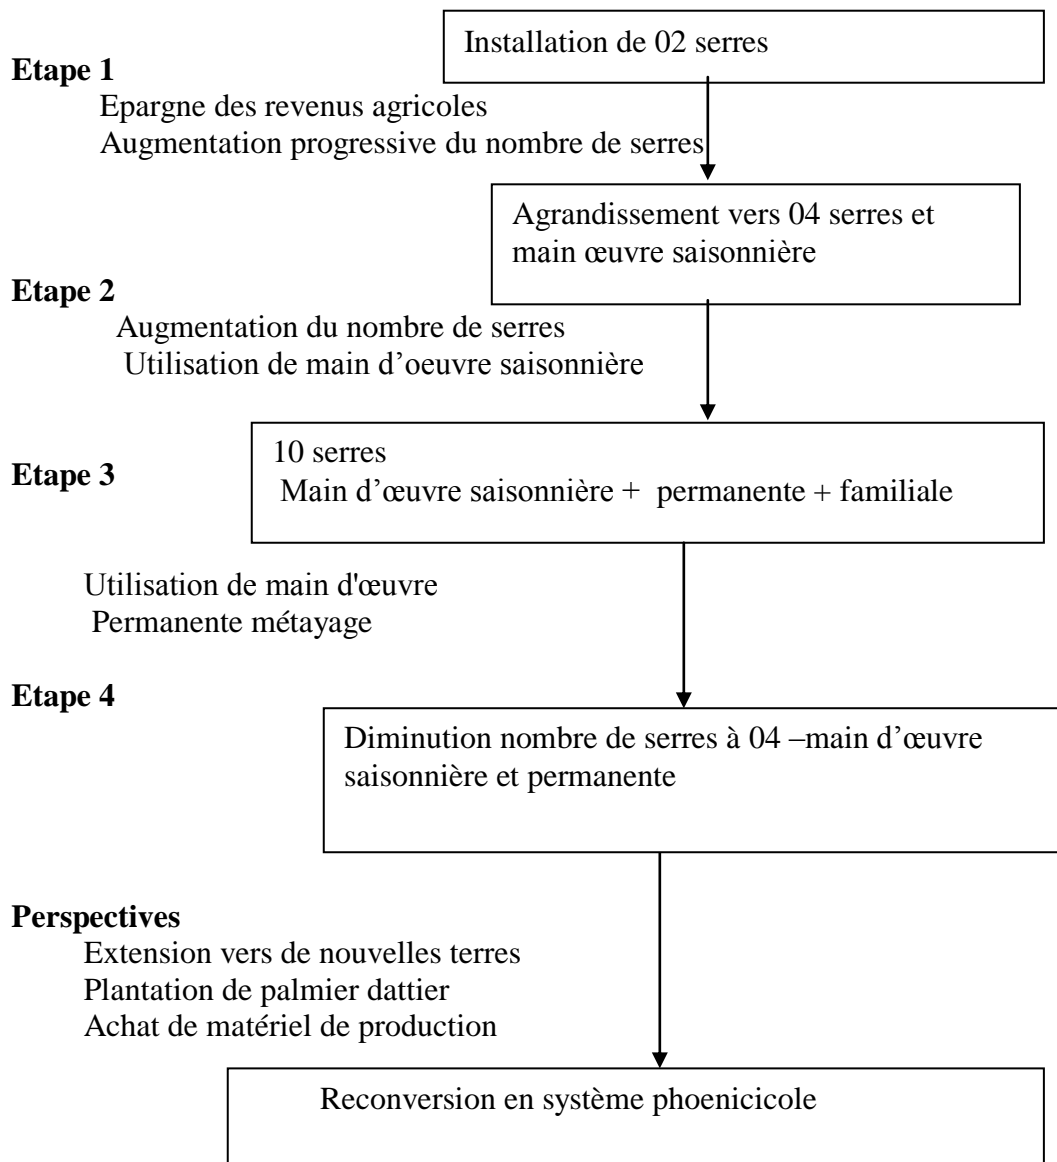 Installation de 02 serres
Etape 1
Epargne des revenus agricoles
Augmentation progressive du nombre de serres
Agrandissement vers 04 serres et
main œuvre saisonnière
Etape 2
Augmentation du nombre de serres
Utilisation de main d’oeuvre saisonnière
10 serres
Etape 3
Main d’œuvre saisonnière + permanente + familiale
Utilisation de main d'œuvre
Permanente métayage
Etape 4
Diminution nombre de serres à 04 –main d’œuvre
saisonnière et permanente
Perspectives
Extension vers de nouvelles terres
Plantation de palmier dattier
Achat de matériel de production
Reconversion en système phoenicicole